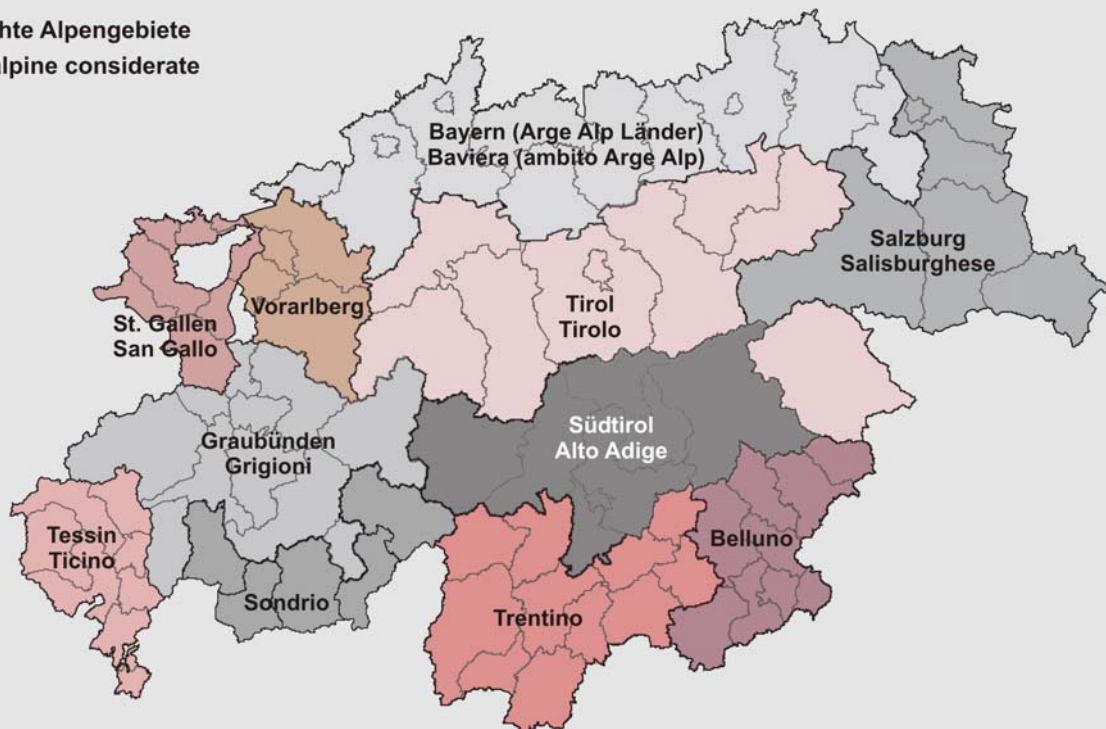 hte Alpengebiete
alpine considerate
Bayern (Arge Alp Länder)
Baviera (ambito Arge Alp)
Salzburg
Salisburghese
Vorarlberg
Tirol
Tirolo
St. Gallen
San Gallo
Südtirol
Alto Adige
Graubünden
Grigioni
Tessin
Ticino
Belluno
Sondrio
Trentino